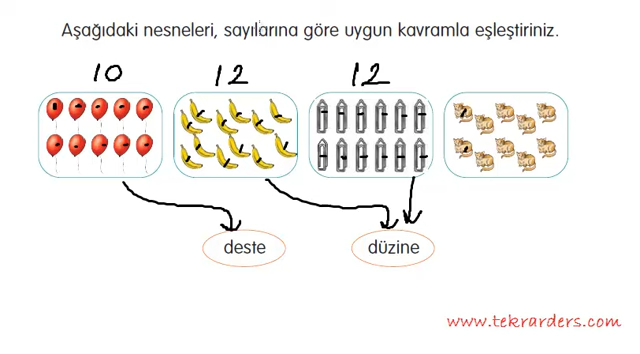 Aşağıdaki nesneleri, sayılarına göre uygun kavramla eşleştiriniz.
10 12 12
deste düzine
www.tekrarders.com